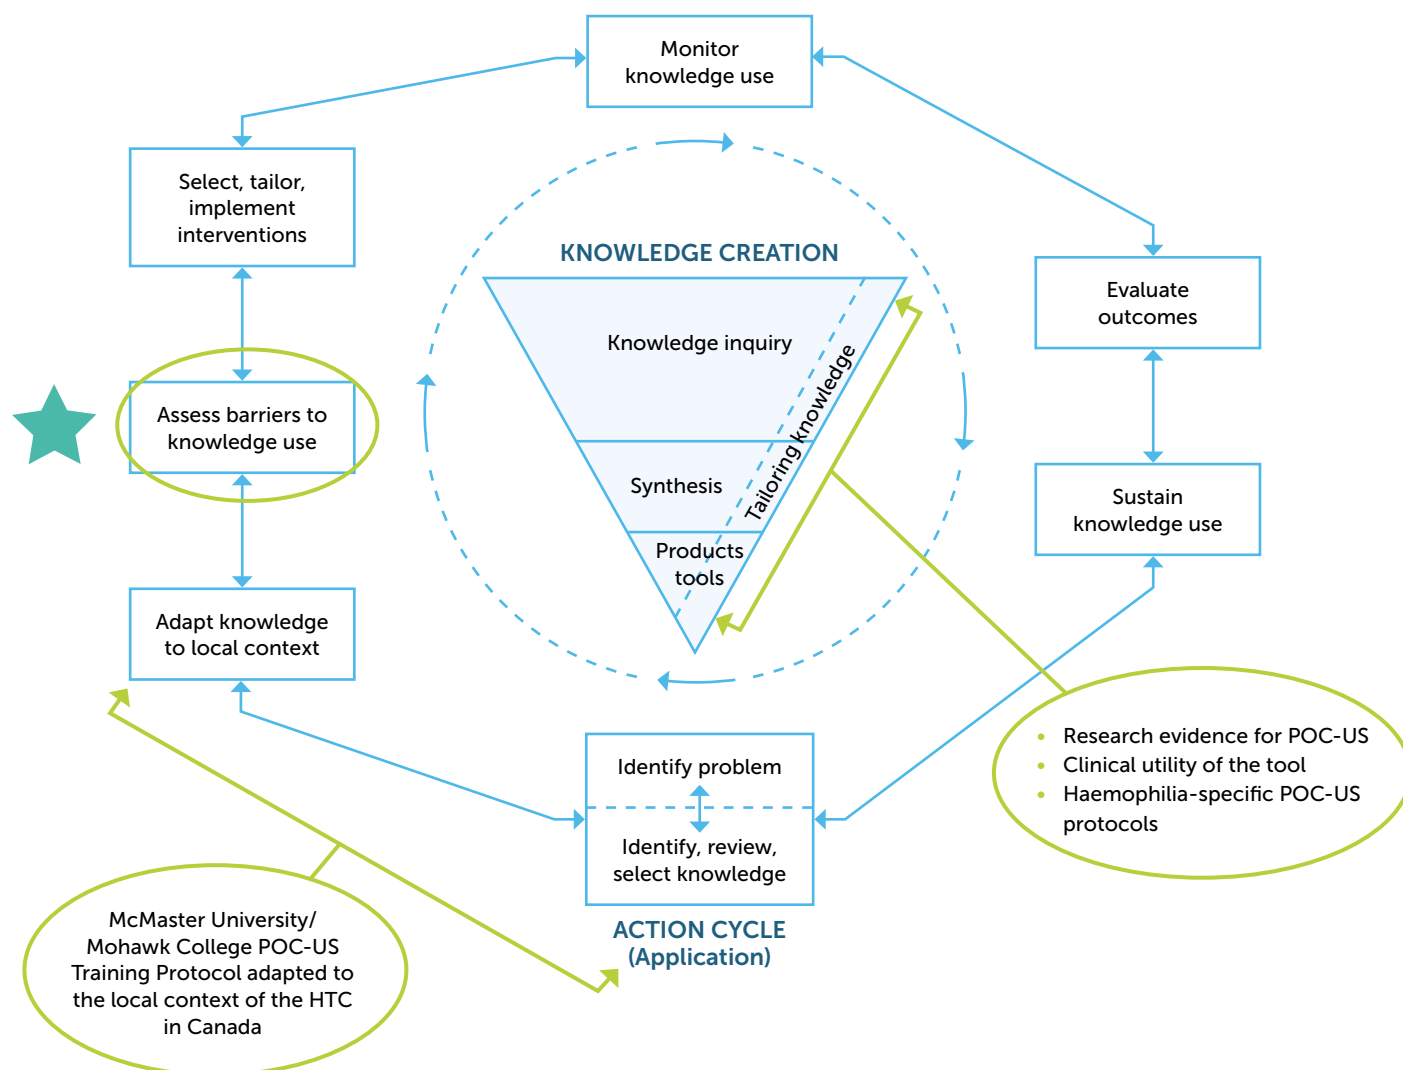 Monitor
knowledge use
Select, tailor,
implement
interventions
KNOWLEDGE CREATION
Evaluate
outcomes
Knowledge inquiry
Tailoring knowledge
Assess barriers to
knowledge use
Synthesis
Sustain
knowledge use
Products
tools
Adapt knowledge
to local context
• Research evidence for POC-US
• Clinical utility of the tool
• Haemophilia-specific POC-US
protocols
Identify problem
Identify, review,
select knowledge
ACTION CYCLE
(Application)
McMaster University/
Mohawk College POC-US
Training Protocol adapted to
the local context of the HTC
in Canada